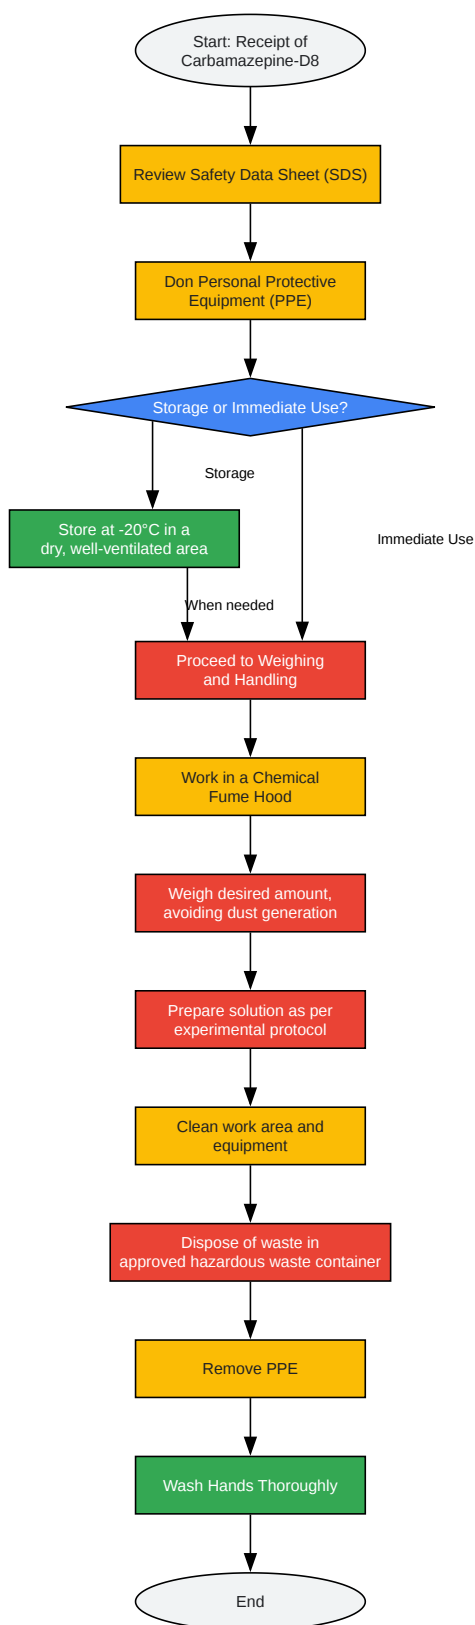 Start: Receipt of
Carbamazepine-D8
Review Safety Data Sheet (SDS)
Don Personal Protective
Equipment (PPE)
Storage or Immediate Use?
Storage
Store at -20°C in a
dry, well-ventilated area
Immediate Use
When needed
Proceed to Weighing
and Handling
Work in a Chemical
Fume Hood
Weigh desired amount,
avoiding dust generation
Prepare solution as per
experimental protocol
Clean work area and
equipment
Dispose of waste in
approved hazardous waste container
Remove PPE
Wash Hands Thoroughly
End